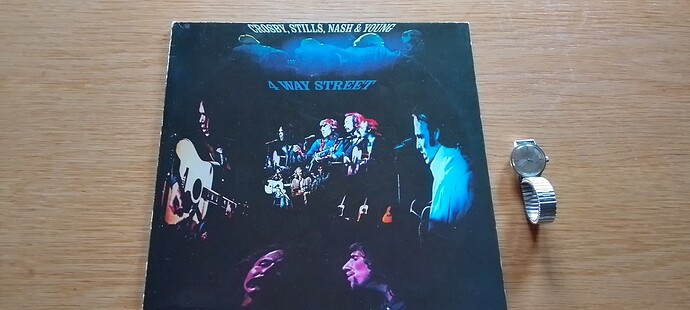 CROSBY, STILLS, NASH & YOUNG
4 WAY STREET